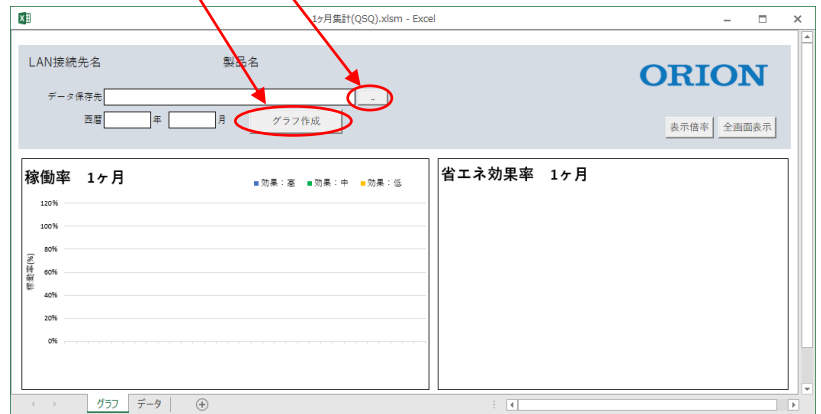 1ヶ月集計(QSQ).xlsm - Excel
LAN接続先名 製品名
ORION
データ保存先 ..
西暦 年 月 グラフ作成
表示倍率 全画面表示
稼働率 1ヶ月
効果：高 効果：中 効果：低
120%
100%
80%
60%
40%
20%
0%
稼働率(%)
省エネ効果率 1ヶ月
グラフ データ